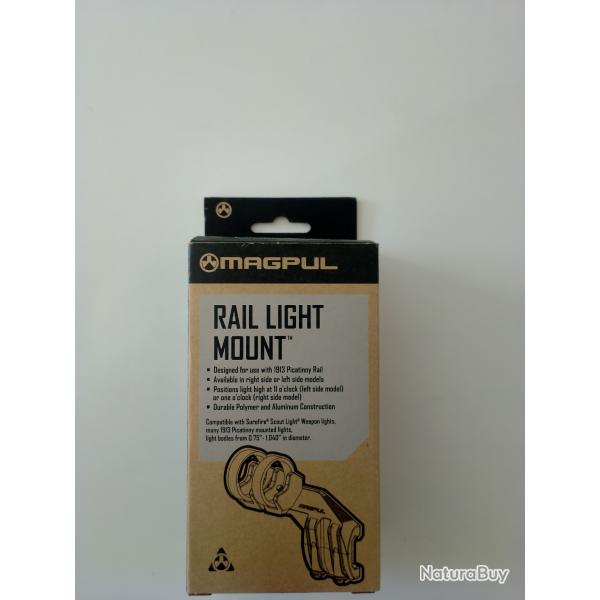 MAGPUL
RAIL LIGHT
MOUNT™
• Designed for use with 1913 Picatinny Rail
• Available in right side or left side models
• Positions light high at 11 o'clock (left side model)
or one o'clock (right side model)
• Durable Polymer and Aluminum Construction
Compatible with Surefire® Scout Light® Weapon lights,
many 1913 Picatinny mounted lights,
light bodies from 0.75"- 1.040" in diameter.
MAGPUL
NaturaBuy